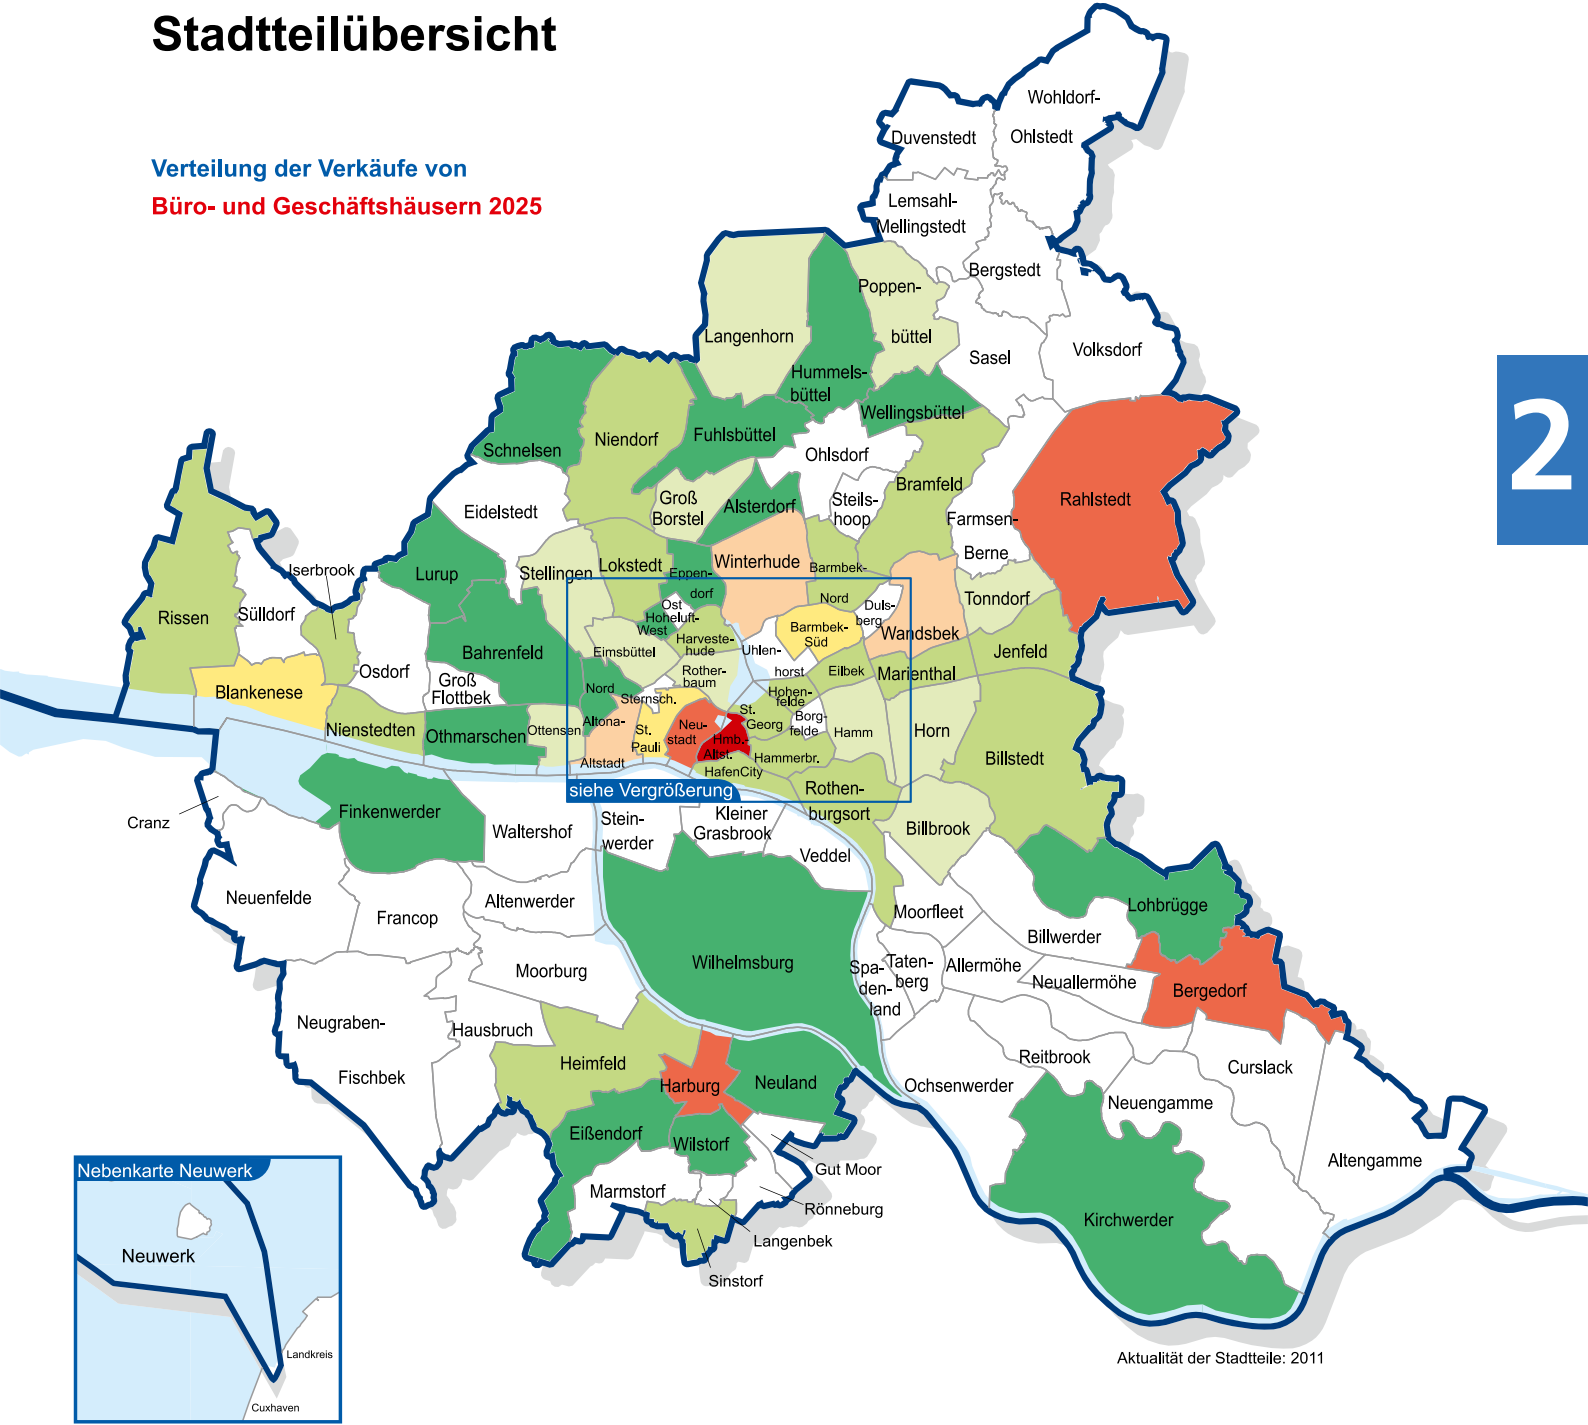 Stadtteilübersicht
Verteilung der Verkäufe von
Büro- und Geschäftshäusern 2025
2
Wohldorf-
Ohlstedt
Duvenstedt
Lemsahl-
Mellingstedt
Bergstedt
Poppen-
büttel
Langenhorn
Sasel
Volksdorf
Hummels-
büttel
Wellingsbüttel
Schnelsen
Niendorf
Fuhlsbüttel
Ohlsdorf
Bramfeld
Rahlstedt
Eidelstedt
Groß
Borstel
Alsterdorf
Steils-
hoop
Farmsen-
Berne
Lurup
Stellingen
Lokstedt
Eppen-
dorf
Winterhude
Barmbek-
Nord
Iserbrook
Rissen
Sülldorf
Ost
Hoheluft-
West
Barmbek-
Süd
Duls-
berg
Wandsbek
Tonndorf
Bahrenfeld
Eimsbüttel
Harveste-
hude
Uhlen-
horst
Eilbek
Marienthal
Jenfeld
Osdorf
Groß
Flottbek
Blankenese
Nord
Altona-
Altstadt
Sternsch.
Rother-
baum
Hohen-
felde
Nienstedten
Othmarschen
Ottensen
St.
Pauli
Neu-
stadt
Hmb.-
Altst.
St.
Georg
Borg-
felde
Hamm
Horn
Billstedt
Hammerbr.
HafenCity
Rothen-
burgsort
siehe Vergrößerung
Cranz
Finkenwerder
Waltershof
Stein-
werder
Kleiner
Grasbrook
Veddel
Billbrook
Neuenfelde
Francop
Altenwerder
Moorfleet
Lohbrügge
Billwerder
Moorburg
Wilhelmsburg
Spa-
den-
land
Taten-
berg
Allermöhe
Neuallermöhe
Bergedorf
Neugraben-
Fischbek
Hausbruch
Heimfeld
Harburg
Neuland
Ochsenwerder
Reitbrook
Curslack
Neuengamme
Eißendorf
Wilstorf
Gut Moor
Altengamme
Marmstorf
Rönneburg
Kirchwerder
Langenbek
Sinstorf
Nebenkarte Neuwerk
Neuwerk
Landkreis
Cuxhaven
Aktualität der Stadtteile: 2011